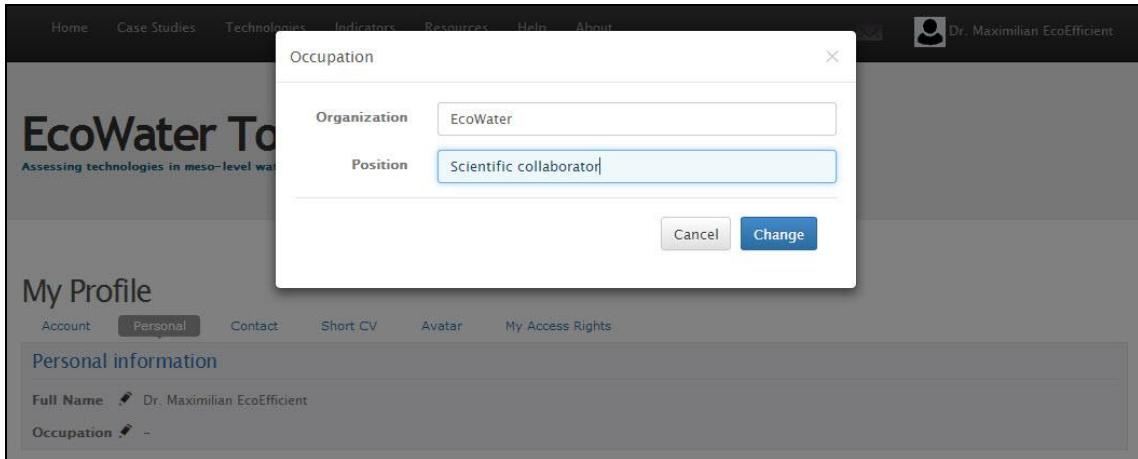 Home Case Studies Technologies Indicators Resources Help About Dr. Maximilian EcoEfficient
Occupation
Organization EcoWater
Position Scientific collaborator
Cancel Change
EcoWater To
Assessing technologies in meso-level wat
My Profile
Account Personal Contact Short CV Avatar My Access Rights
Personal information
Full Name Dr. Maximilian EcoEfficient
Occupation -